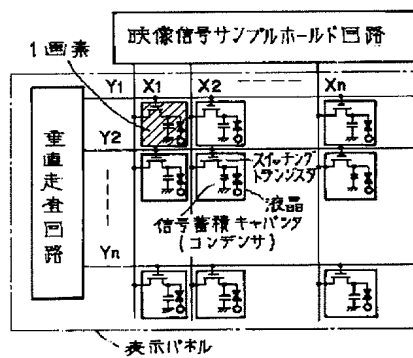 映像信号サンプルホールド回路
1画素
Y1 X1 X2 Xn
Y2
垂直走査回路
スイッチング
トランジスタ
液晶
信号蓄積キャパシタ
(コンデンサ)
Yn
表示パネル